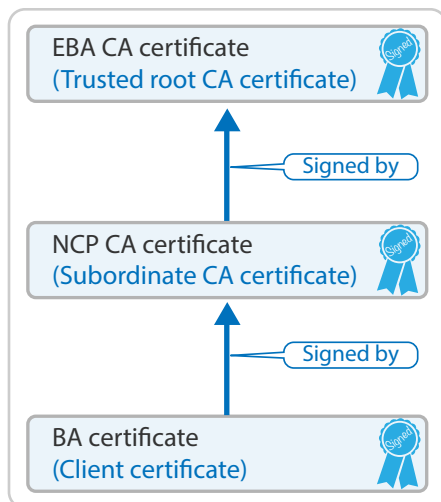 EBA CA certificate
(Trusted root CA certificate)
Signed
Signed by
NCP CA certificate
(Subordinate CA certificate)
Signed
Signed by
BA certificate
(Client certificate)
Signed